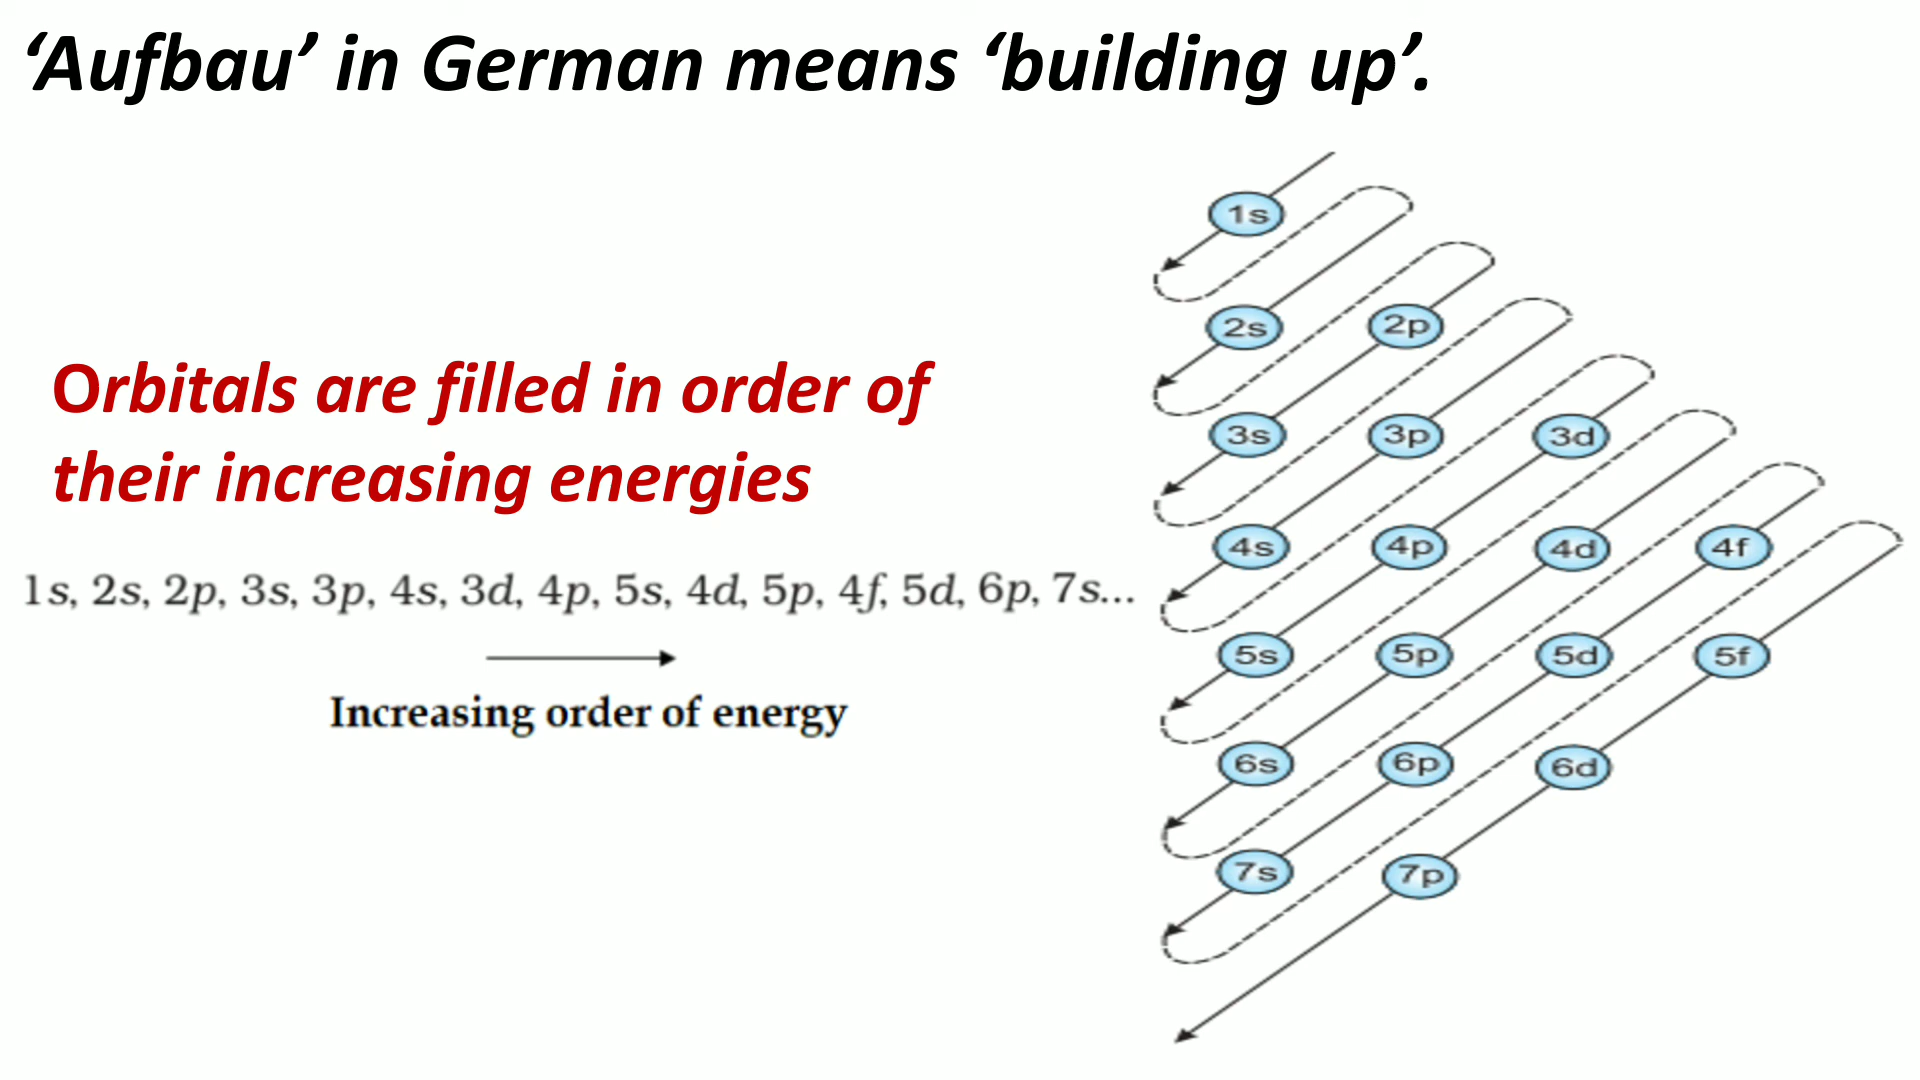 ‘Aufbau’ in German means ‘building up’.
Orbitals are filled in order of
their increasing energies
1s, 2s, 2p, 3s, 3p, 4s, 3d, 4p, 5s, 4d, 5p, 4f, 5d, 6p, 7s...
Increasing order of energy
1s
2s 2p
3s 3p 3d
4s 4p 4d 4f
5s 5p 5d 5f
6s 6p 6d
7s 7p